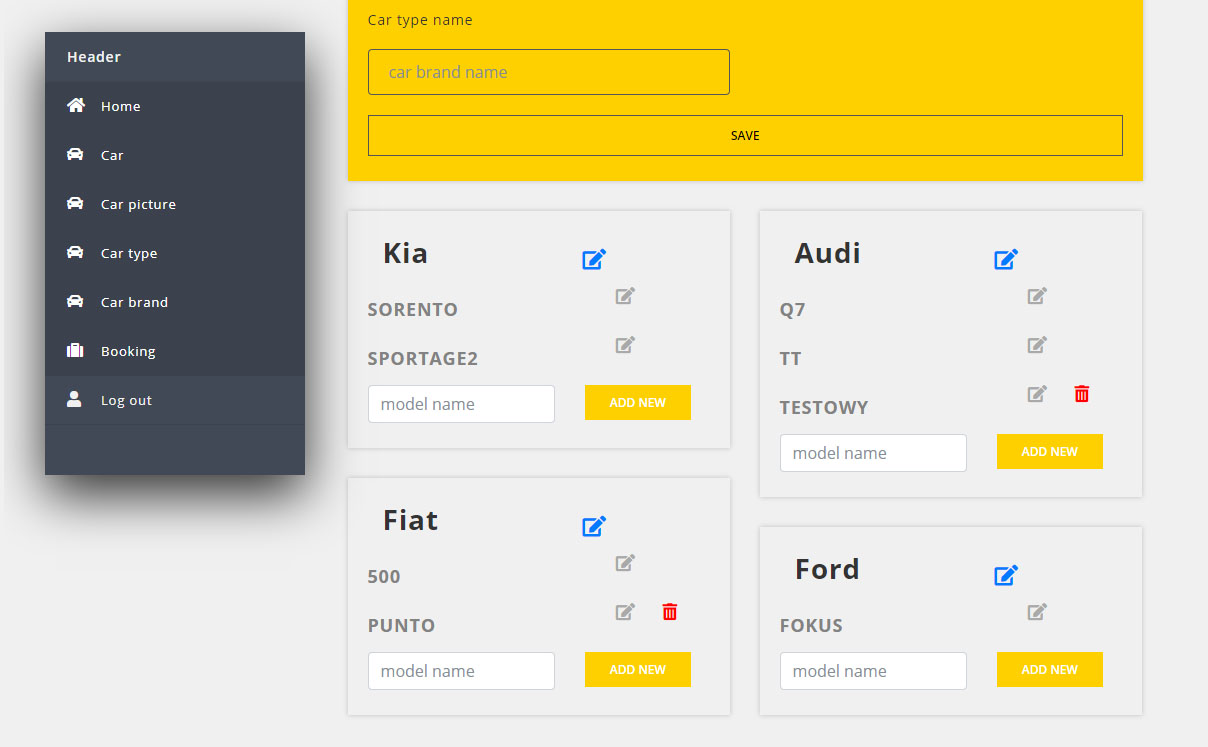 Header
Home
Car
Car picture
Car type
Car brand
Booking
Log out
Car type name
car brand name
SAVE
Kia
SORENTO
SPORTAGE2
model name ADD NEW
Audi
Q7
TT
TESTOWY
model name ADD NEW
Fiat
500
PUNTO
model name ADD NEW
Ford
FOKUS
model name ADD NEW